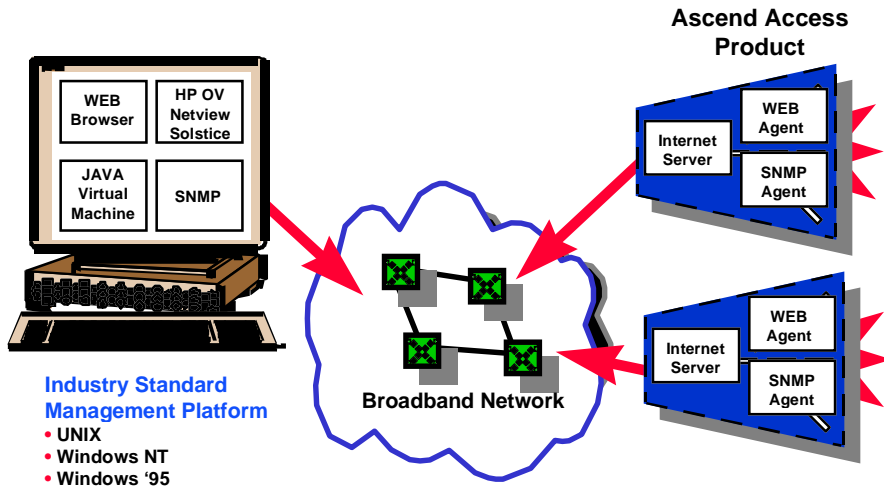 Ascend Access
Product
WEB
Browser
HP OV
Netview
Solstice
JAVA
Virtual
Machine
SNMP
Internet
Server
WEB
Agent
SNMP
Agent
Internet
Server
WEB
Agent
SNMP
Agent
Broadband Network
Industry Standard
Management Platform
• UNIX
• Windows NT
• Windows ‘95